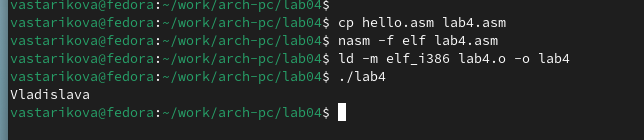 vastarikova@fedora:~/work/arch-pc/lab04$
vastarikova@fedora:~/work/arch-pc/lab04$ cp hello.asm lab4.asm
vastarikova@fedora:~/work/arch-pc/lab04$ nasm -f elf lab4.asm
vastarikova@fedora:~/work/arch-pc/lab04$ ld -m elf_i386 lab4.o -o lab4
vastarikova@fedora:~/work/arch-pc/lab04$ ./lab4
Vladislava
vastarikova@fedora:~/work/arch-pc/lab04$